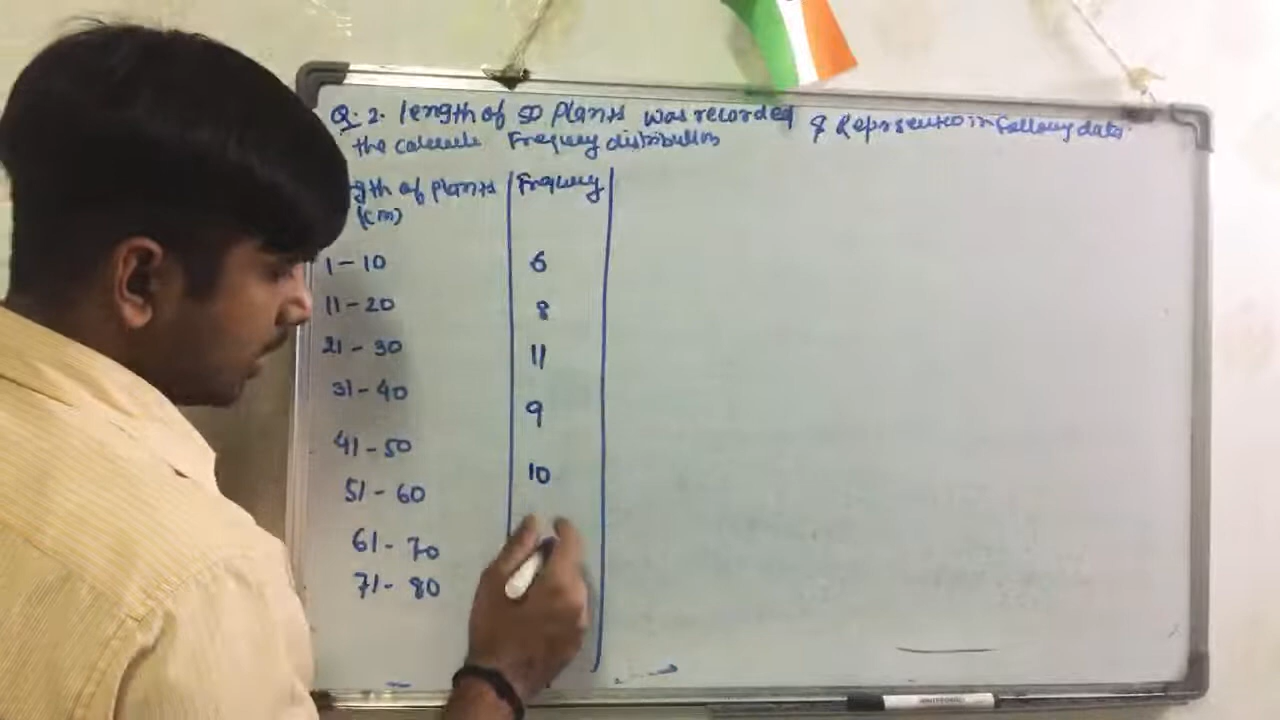 Q. 2. length of 50 Plants was recorded & Represented in Following data.
the calculate Frequency distribution
gth of plants Frequency
(cm)
1 - 10 6
11 - 20 8
21 - 30 11
31 - 40 9
41 - 50 10
51 - 60
61 - 70
71 - 80